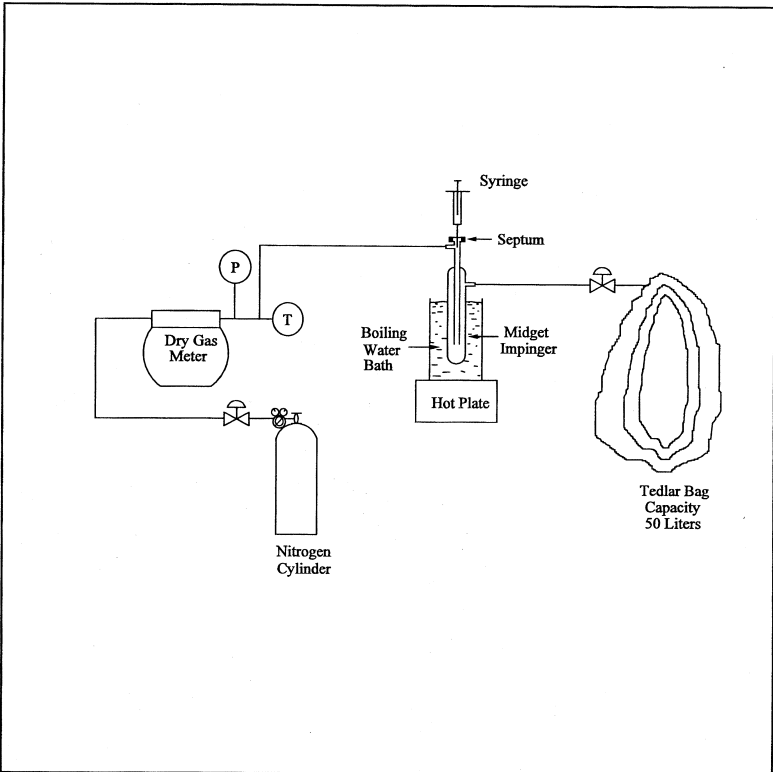 Syringe
Septum
P
T
Dry Gas
Meter
Boiling
Water
Bath
Midget
Impinger
Hot Plate
Tedlar Bag
Capacity
50 Liters
Nitrogen
Cylinder